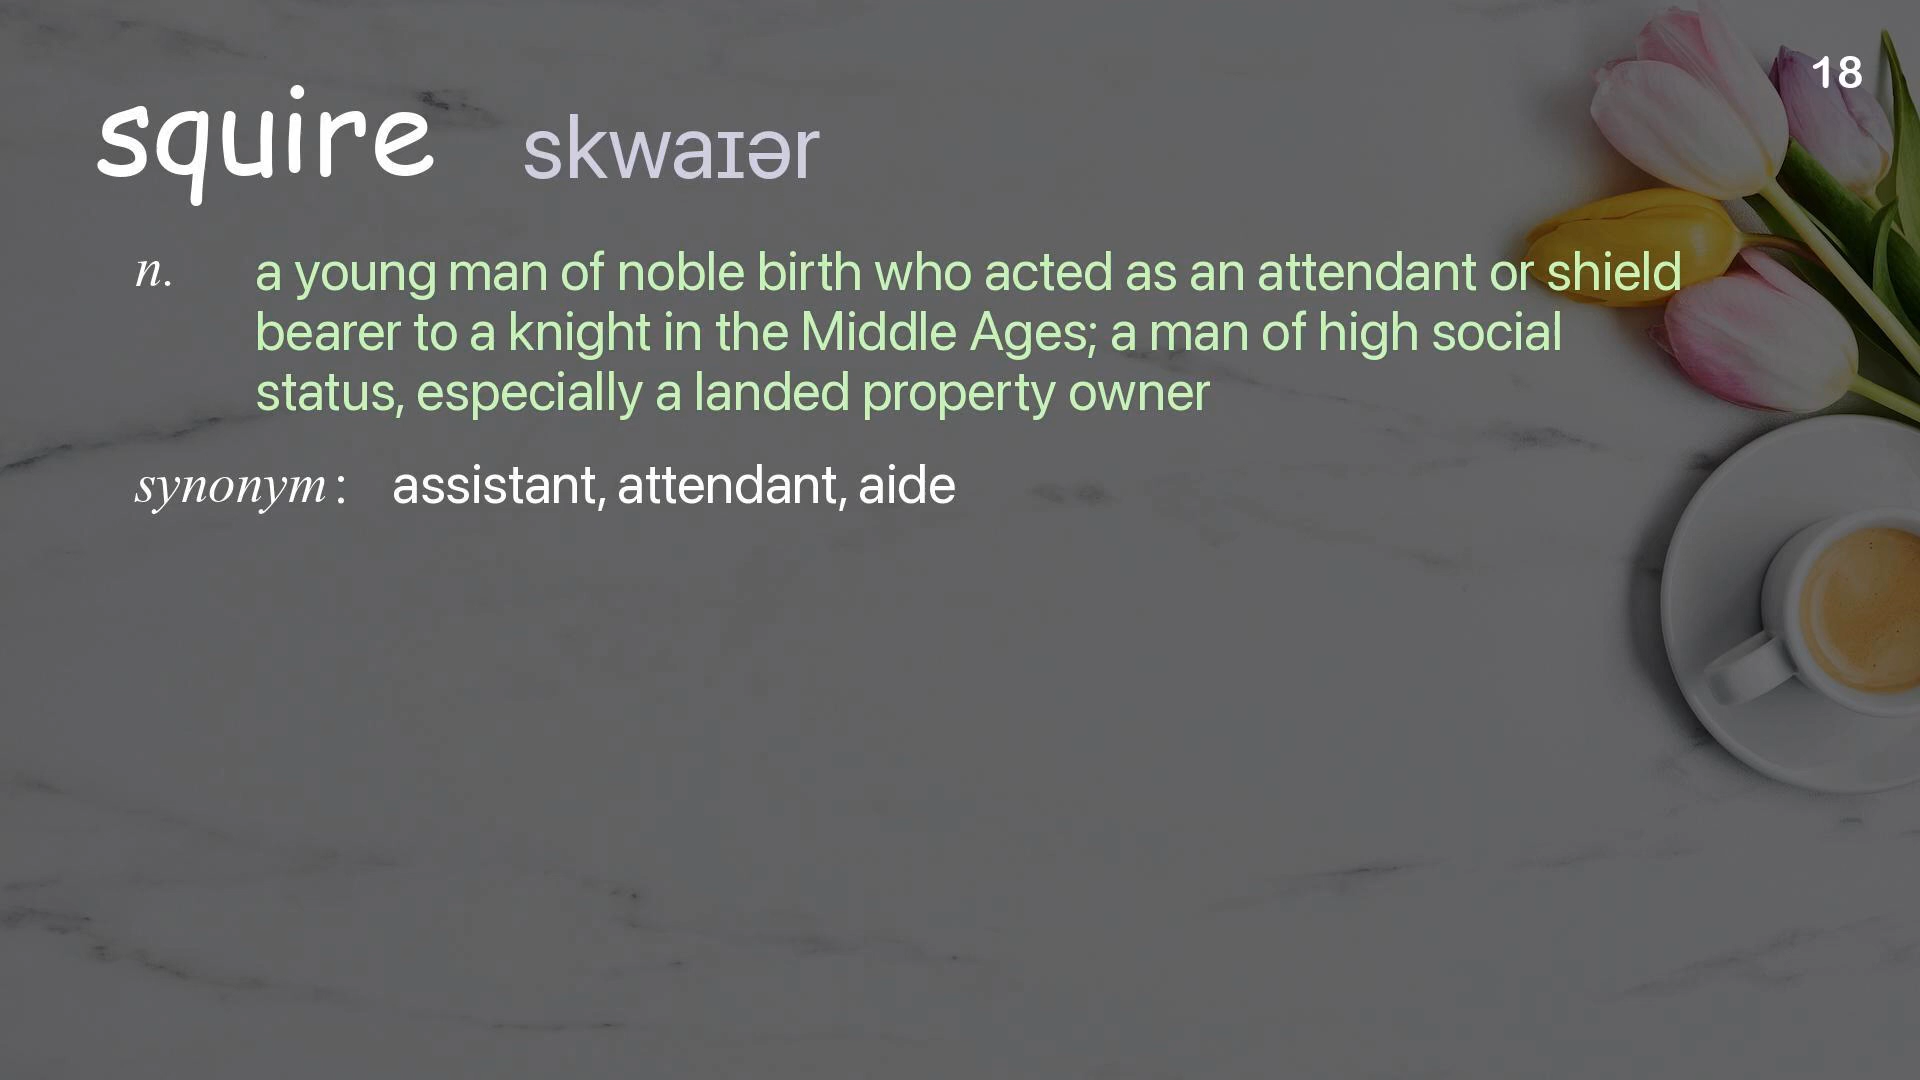 18
squire skwaɪər
n. a young man of noble birth who acted as an attendant or shield
bearer to a knight in the Middle Ages; a man of high social
status, especially a landed property owner
synonym: assistant, attendant, aide